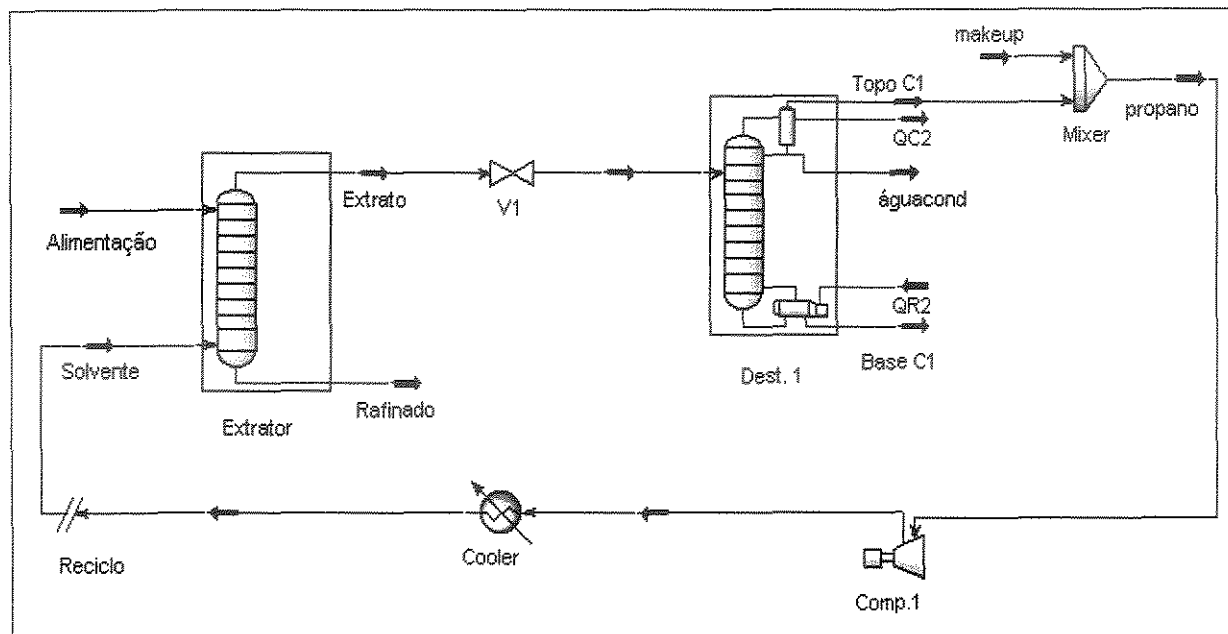 makeup
Topo C1
propano
QC2
Mixer
Extrato
V1
águacond
Alimentação
QR2
Solvente
Base C1
Dest. 1
Rafinado
Extrator
Cooler
Reciclo
Comp.1